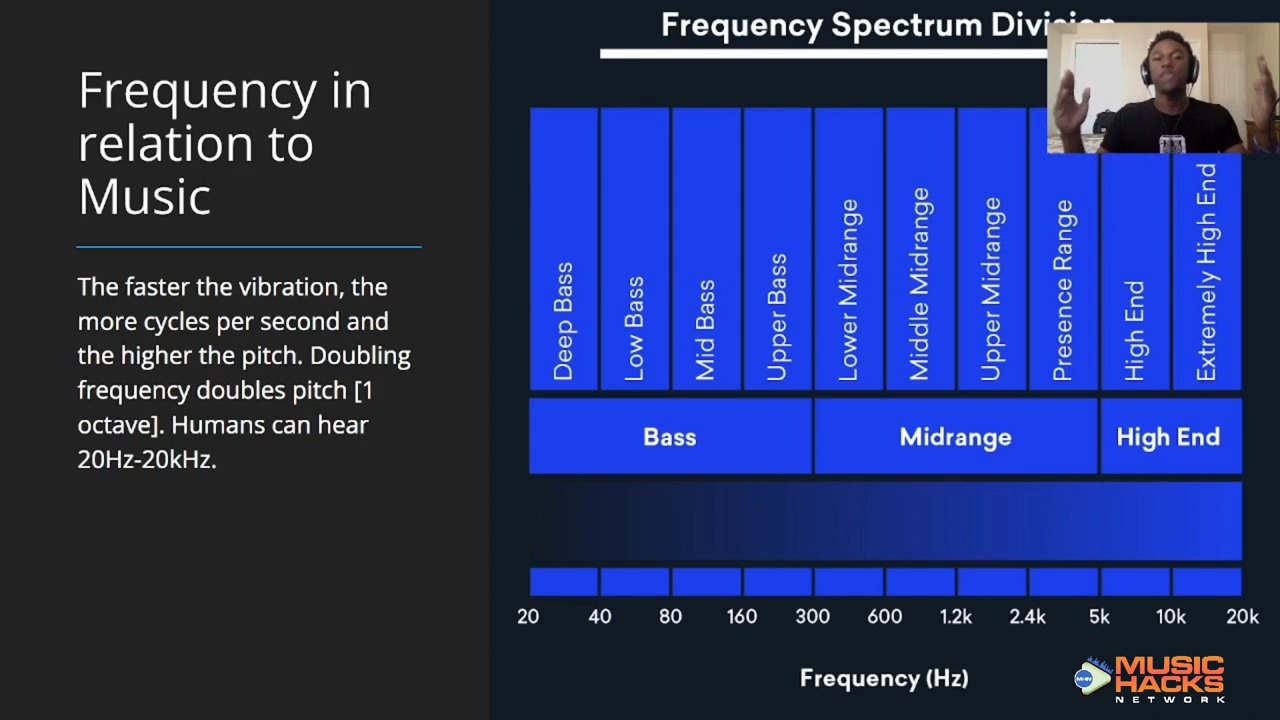 Frequency in
relation to
Music
The faster the vibration, the
more cycles per second and
the higher the pitch. Doubling
frequency doubles pitch [1
octave]. Humans can hear
20Hz-20kHz.
Frequency Spectrum Division
Deep Bass
Low Bass
Mid Bass
Upper Bass
Lower Midrange
Middle Midrange
Upper Midrange
Presence Range
High End
Extremely High End
Bass Midrange High End
20 40 80 160 300 600 1.2k 2.4k 5k 10k 20k
Frequency (Hz)
MHN
MUSIC
HACKS
NETWORK